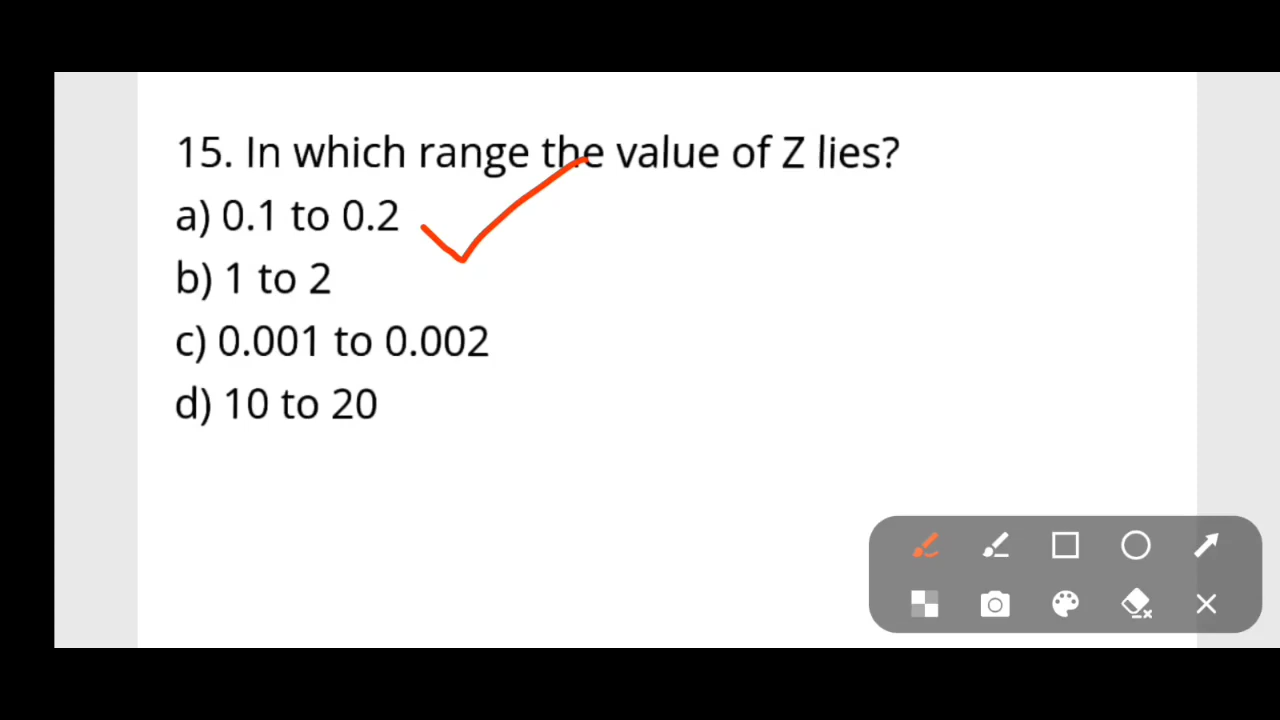 15. In which range the value of Z lies?
a) 0.1 to 0.2
b) 1 to 2
c) 0.001 to 0.002
d) 10 to 20